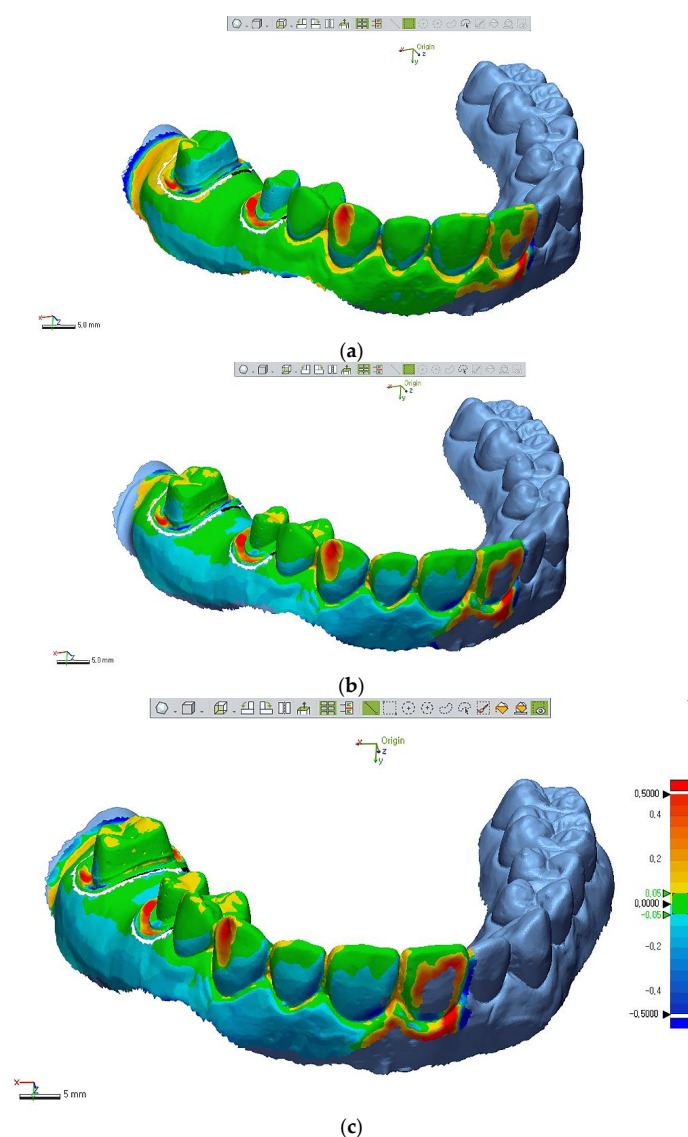 Origin
x
z
y
x
z
5.0 mm
(a)
Origin
x
z
y
x
z
5.0 mm
(b)
Origin
x
z
y
0,5000
0.4
0.2
0.05
0,0000
-0.05
-0.2
-0.4
-0,5000
x
z
5 mm
(c)